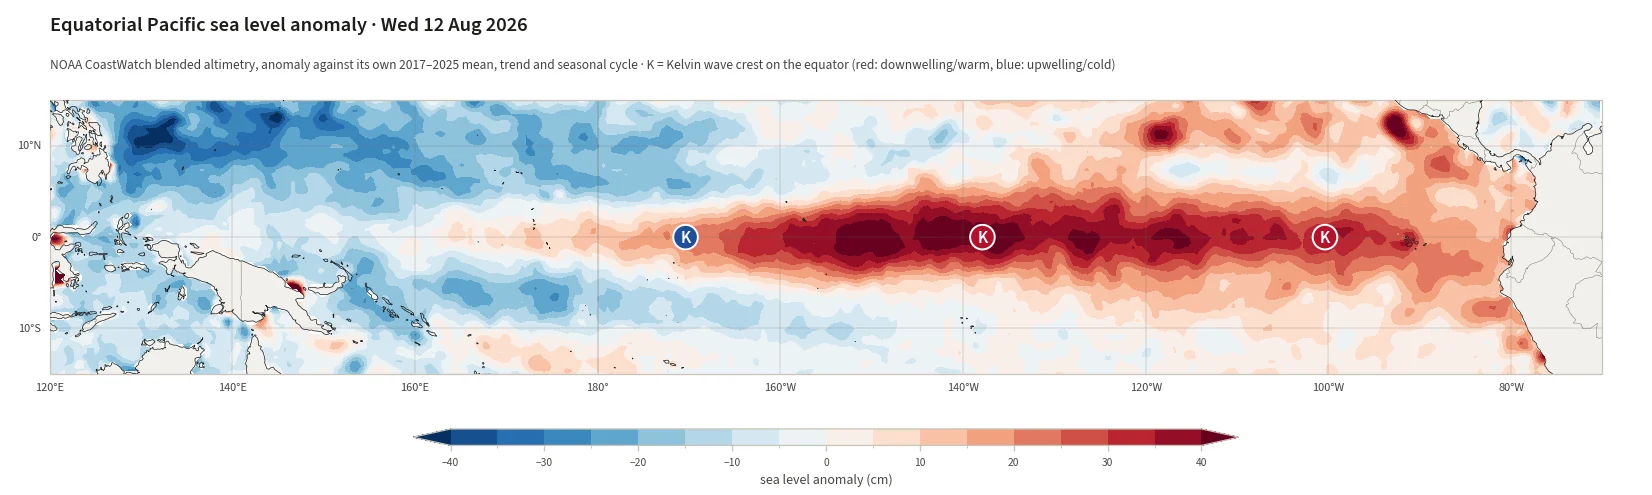 Equatorial Pacific sea level anomaly · Wed 12 Aug 2026
NOAA CoastWatch blended altimetry, anomaly against its own 2017–2025 mean, trend and seasonal cycle · K = Kelvin wave crest on the equator (red: downwelling/warm, blue: upwelling/cold)
10°N
0°
K K K
10°S
120°E 140°E 160°E 180° 160°W 140°W 120°W 100°W 80°W
−40 −30 −20 −10 0 10 20 30 40
sea level anomaly (cm)